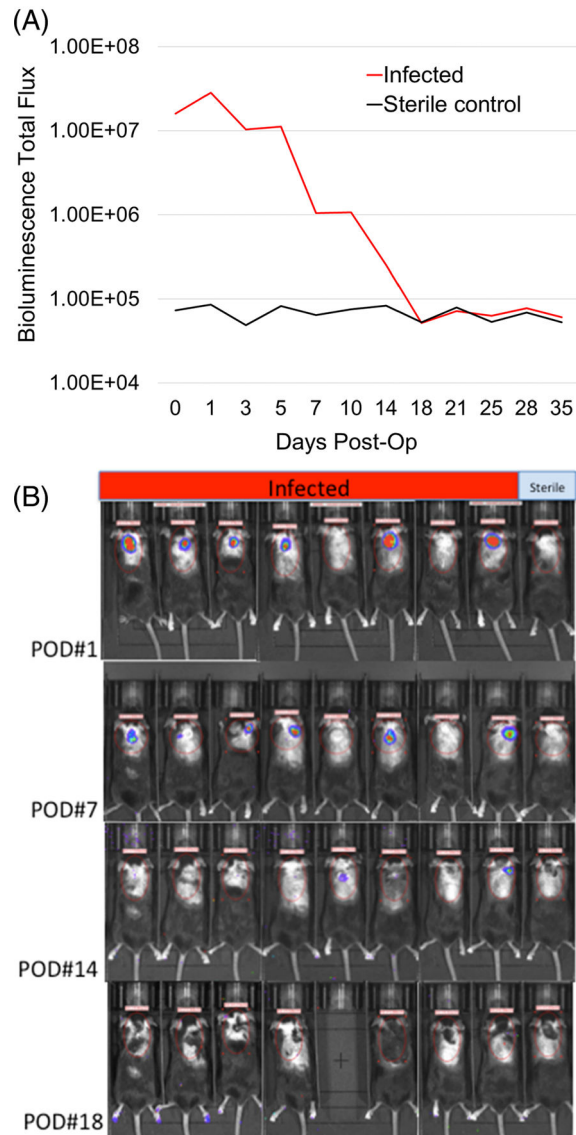 (A)
1.00E+08
1.00E+07
1.00E+06
1.00E+05
1.00E+04
Bioluminescence Total Flux
Infected
Sterile control
0 1 3 5 7 10 14 18 21 25 28 35
Days Post-Op
(B)
Infected
Sterile
POD#1
POD#7
POD#14
POD#18